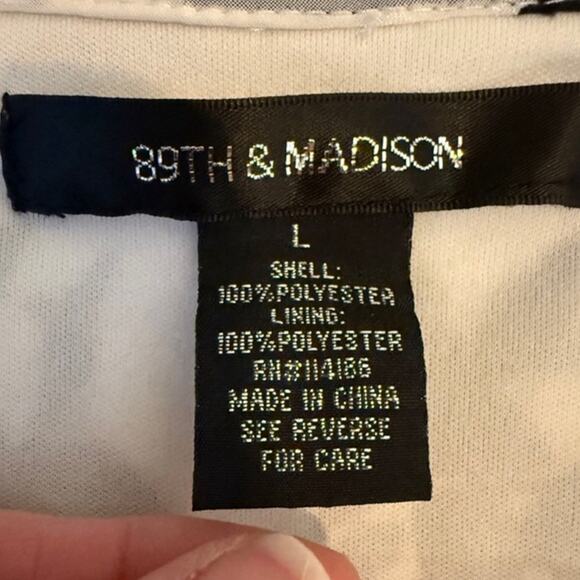 89TH & MADISON
L
SHELL:
100%POLYESTER
LINING:
100%POLYESTER
RN#114186
MADE IN CHINA
SEE REVERSE
FOR CARE